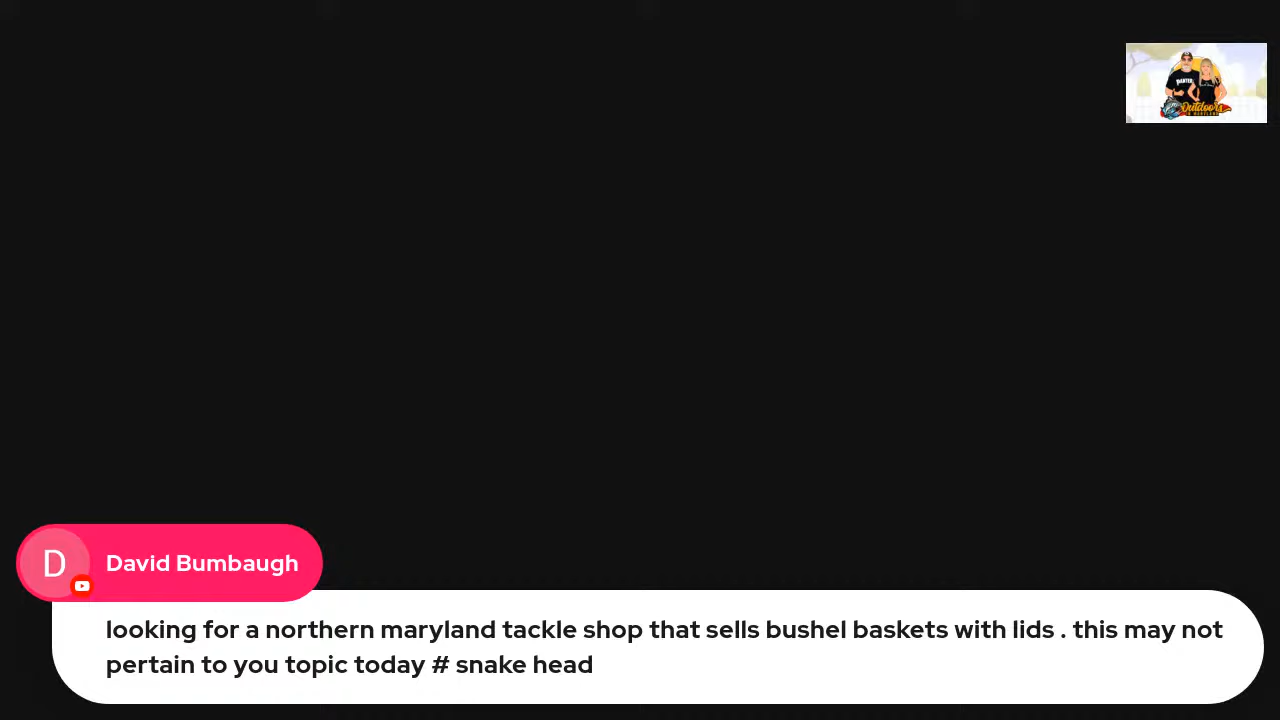 Outdoors
D
David Bumbaugh
looking for a northern maryland tackle shop that sells bushel baskets with lids . this may not
pertain to you topic today # snake head